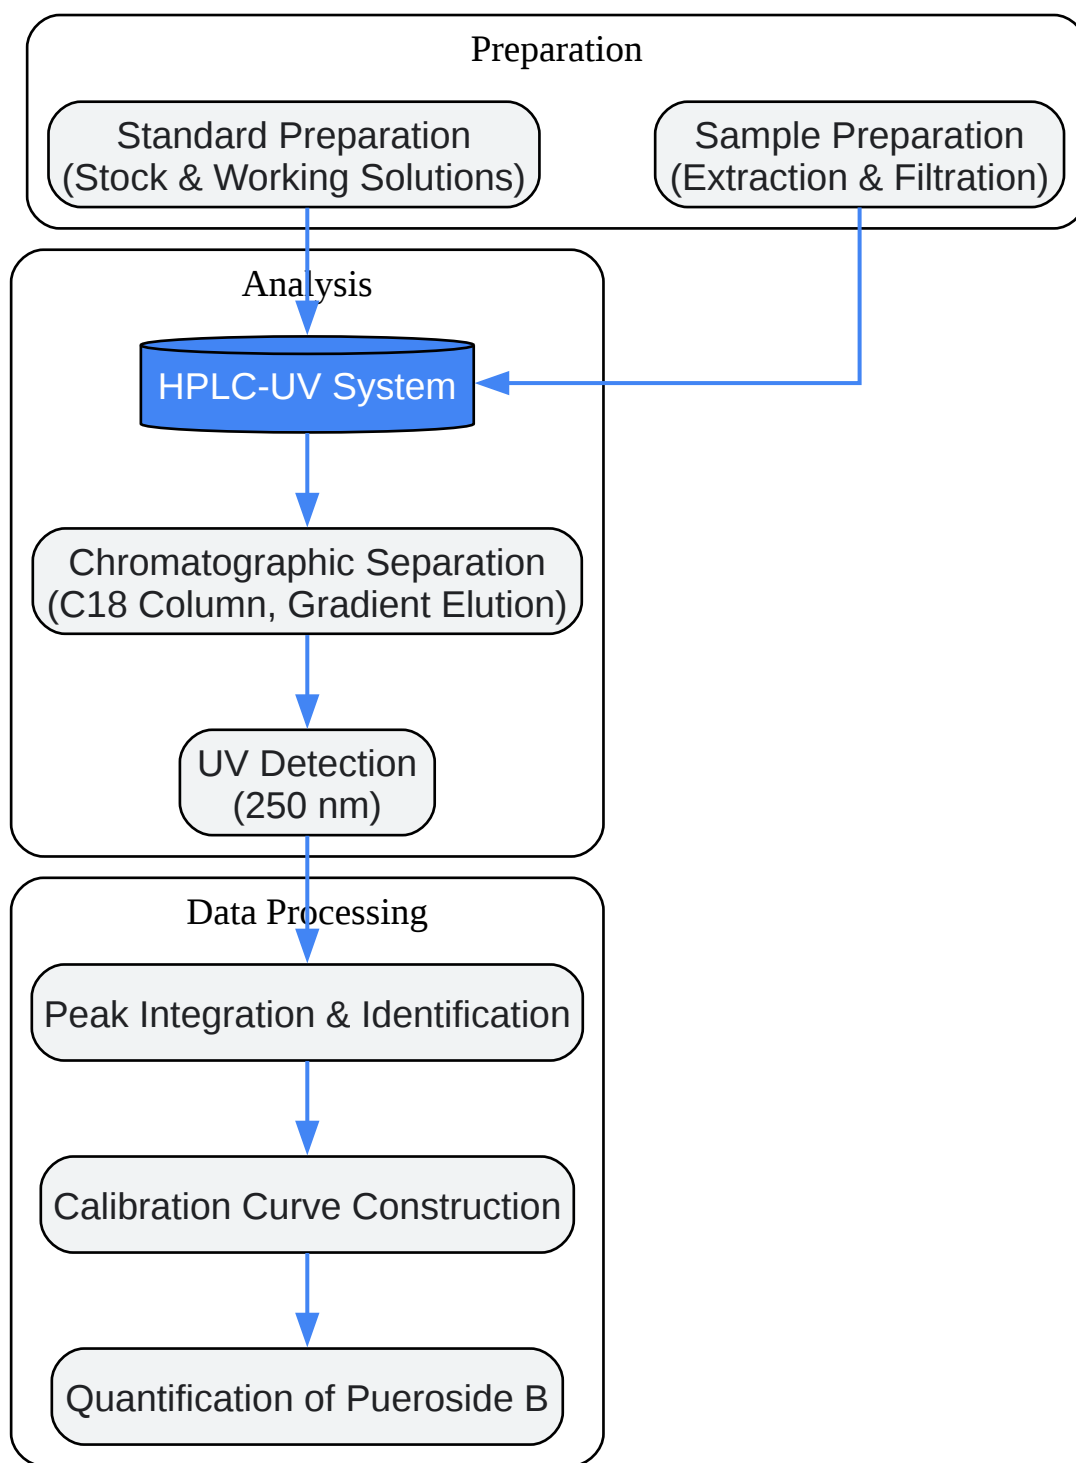 Preparation
Standard Preparation
(Stock & Working Solutions)
Sample Preparation
(Extraction & Filtration)
Analysis
HPLC-UV System
Chromatographic Separation
(C18 Column, Gradient Elution)
UV Detection
(250 nm)
Data Processing
Peak Integration & Identification
Calibration Curve Construction
Quantification of Pueroside B